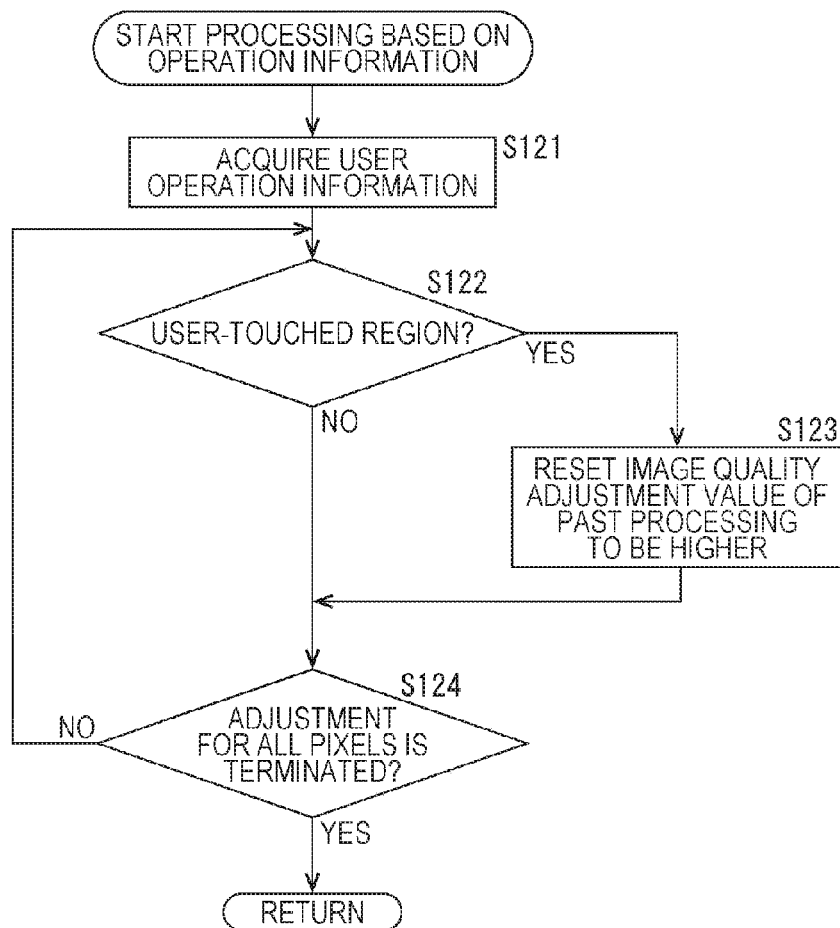 START PROCESSING BASED ON
OPERATION INFORMATION
S121
ACQUIRE USER
OPERATION INFORMATION
S122
USER-TOUCHED REGION?
YES
NO
S123
RESET IMAGE QUALITY
ADJUSTMENT VALUE OF
PAST PROCESSING
TO BE HIGHER
S124
NO
ADJUSTMENT
FOR ALL PIXELS IS
TERMINATED?
YES
RETURN